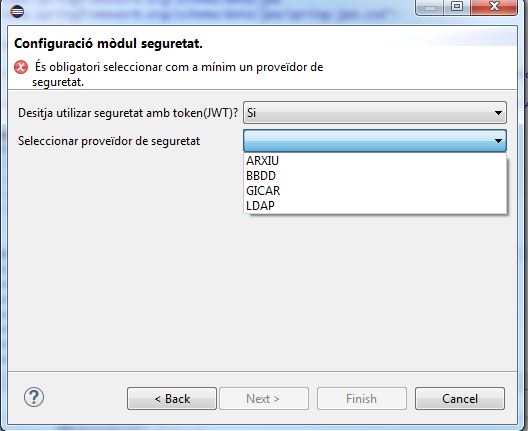 Configuració mòdul seguretat.
És obligatori seleccionar com a mínim un proveïdor de
seguretat.
Desitja utilizar seguretat amb token(JWT)? Si
Seleccionar proveïdor de seguretat
ARXIU
BBDD
GICAR
LDAP
< Back Next > Finish Cancel